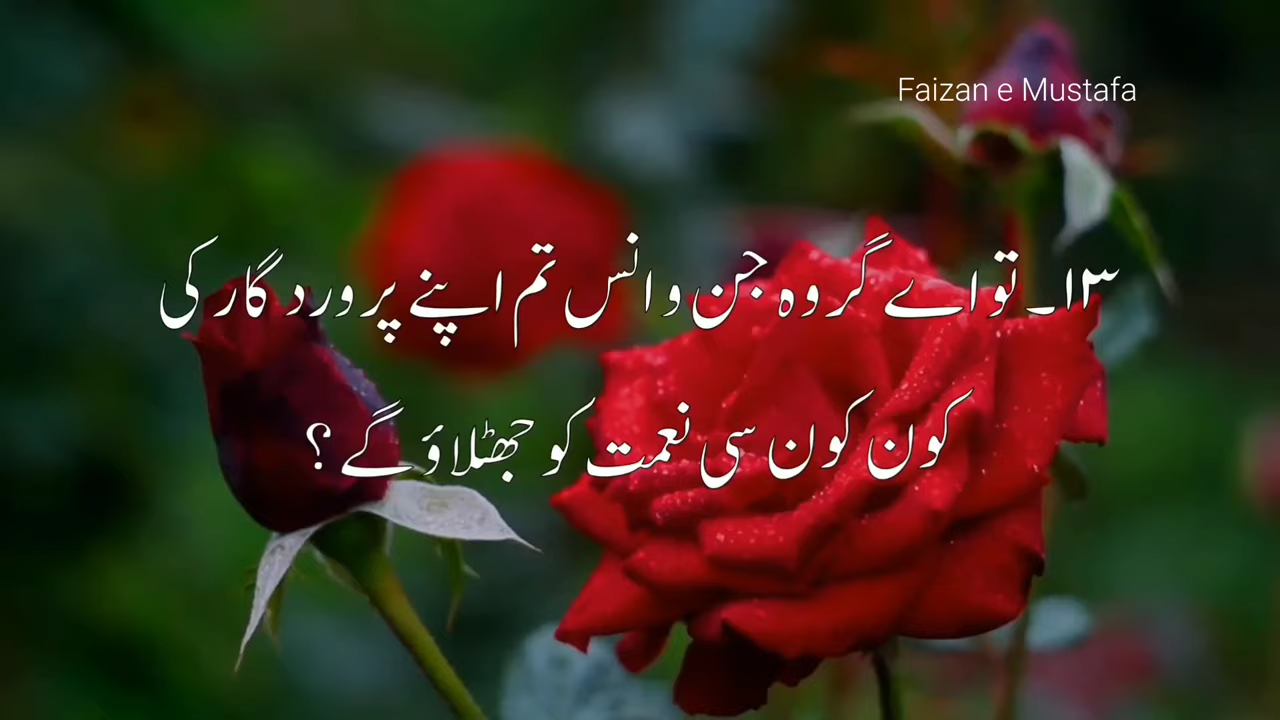 Faizan e Mustafa
۱۳۔ تو اے گروہ جن و انس تم اپنے پروردگار کی
کون کون سی نعمت کو جھٹلاؤ گے ؟